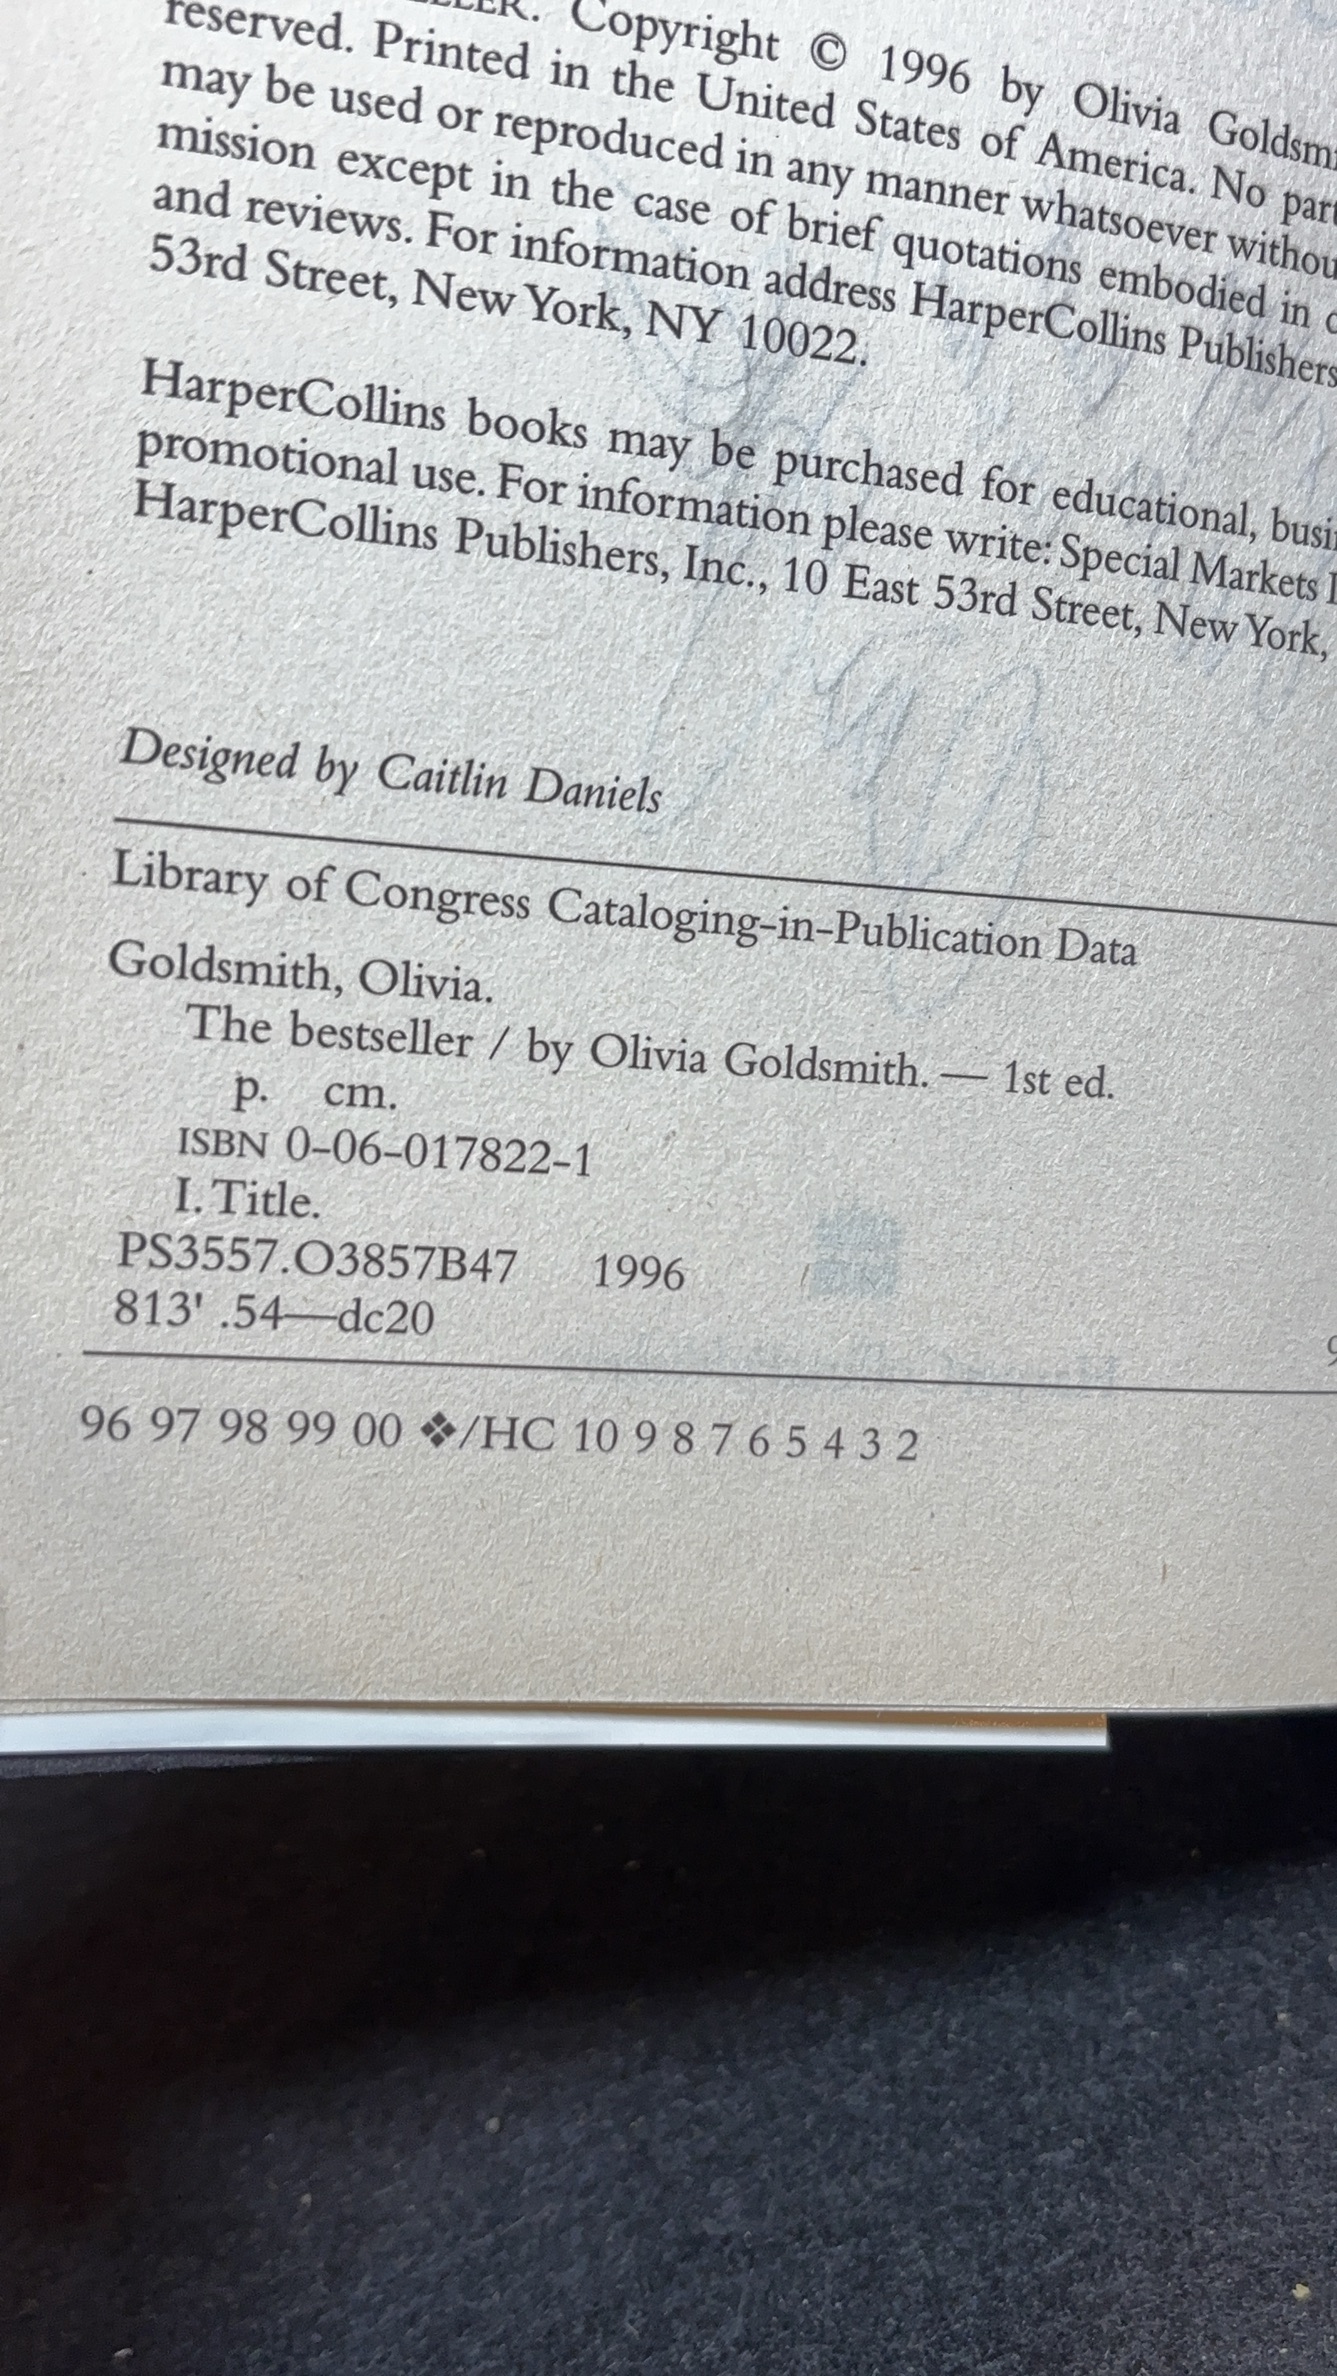 Copyright © 1996 by Olivia
reserved. Printed in the United States of America. No
may be used or reproduced in any manner whatsoever
mission except in the case of brief quotations embodied in
and reviews. For information address HarperCollins Publishers
53rd Street, New York, NY 10022.
HarperCollins books may be purchased for educational,
promotional use. For information please write: Special Markets
HarperCollins Publishers, Inc., 10 East 53rd Street, New York,
Designed by Caitlin Daniels
Library of Congress Cataloging-in-Publication Data
Goldsmith, Olivia.
The bestseller / by Olivia Goldsmith. — 1st ed.
p. cm.
ISBN 0-06-017822-1
I. Title.
PS3557.O3857B47 1996
813' .54—dc20
96 97 98 99 00 ❖/HC 10 9 8 7 6 5 4 3 2